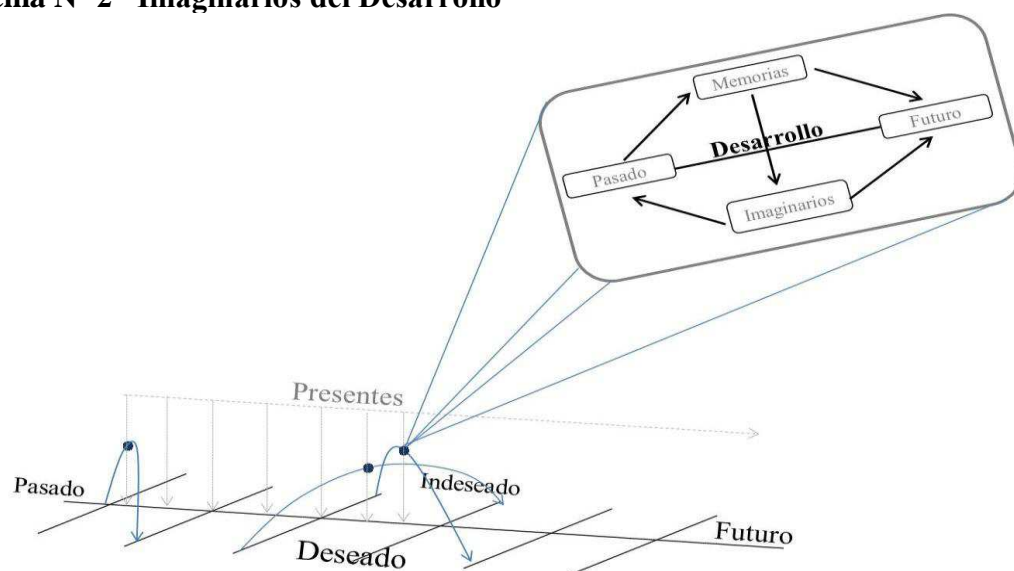 ema N° 2 Imaginarios del Desarrollo
Memorias
Futuro
Desarrollo
Pasado
Imaginarios
Presentes
Pasado
Indeseado
Futuro
Deseado